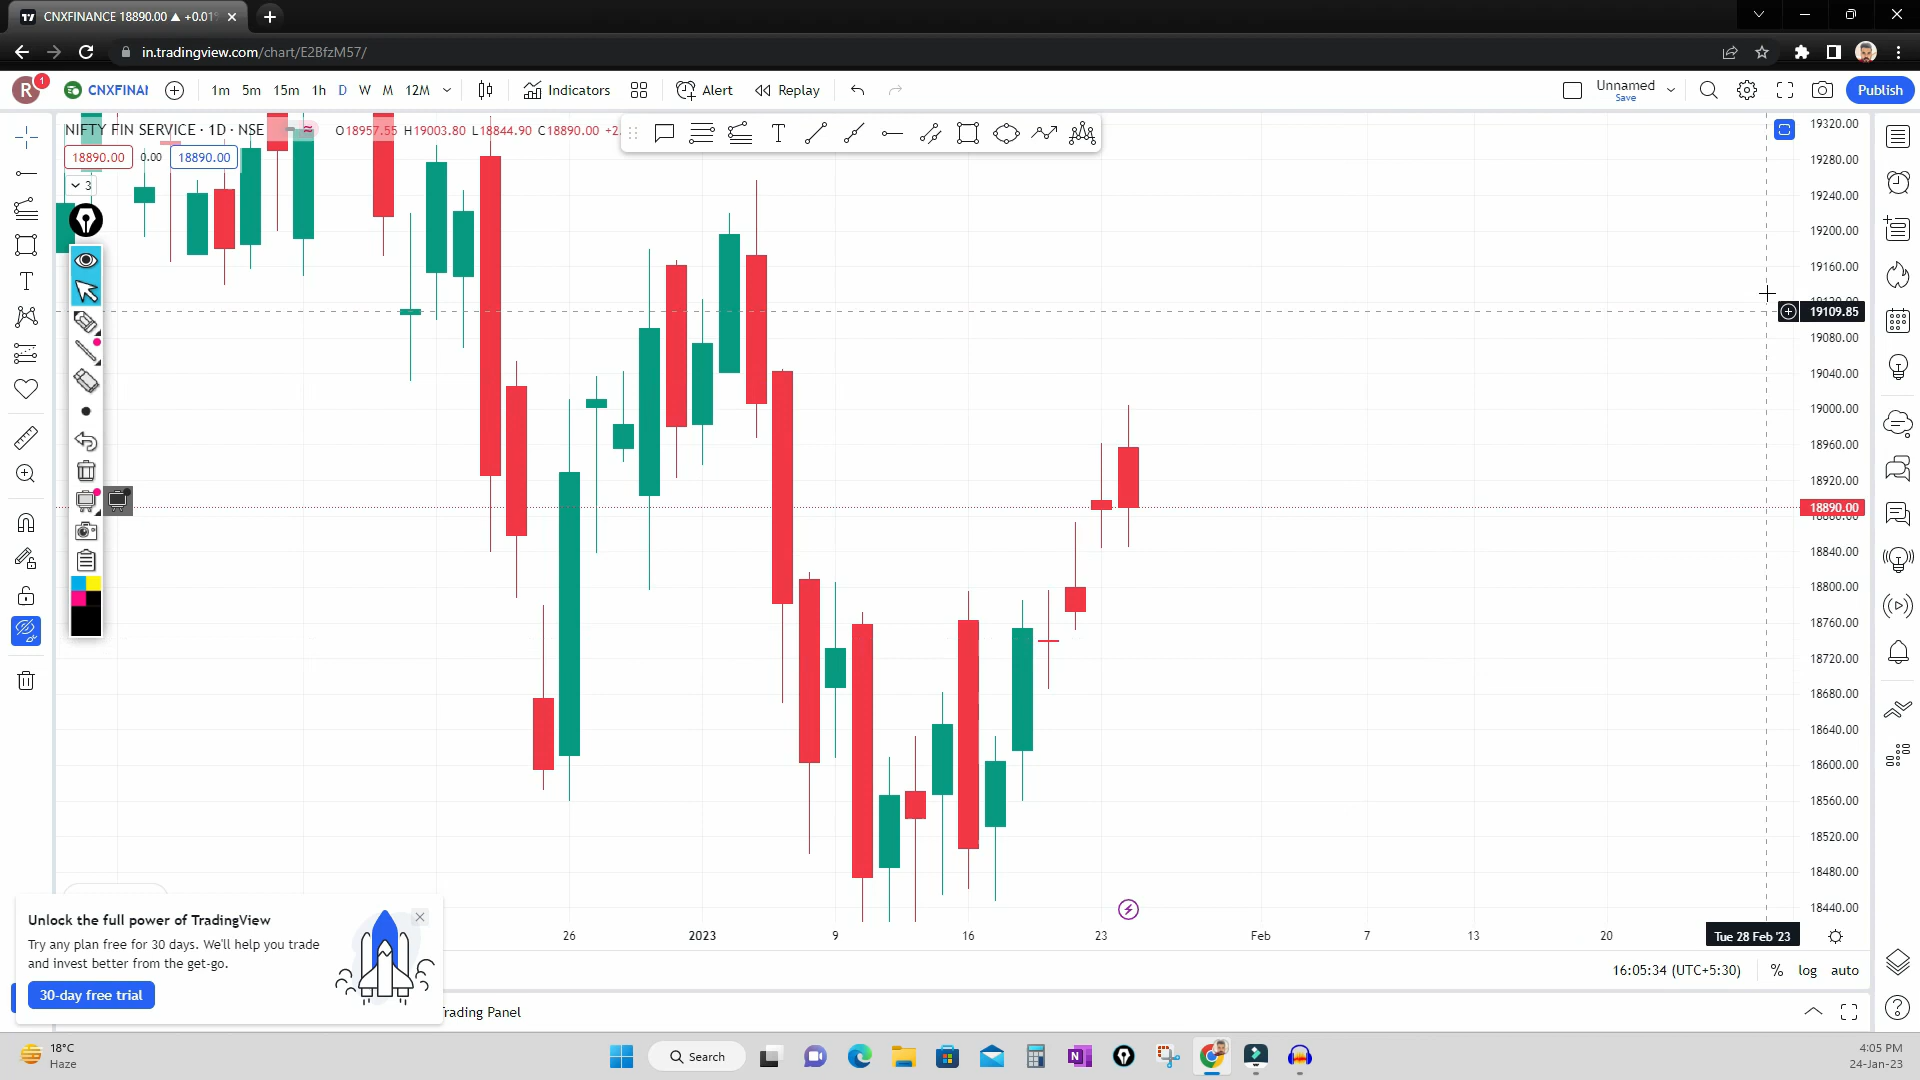 CNXFINANCE 18890.00 ▲ +0.01%
in.tradingview.com/chart/E2BfzM57/
R 1 CNXFINAI 1m 5m 15m 1h D W M 12M Indicators Alert Replay Unnamed Save Publish
NIFTY FIN SERVICE · 1D · NSE O18957.55 H19003.80 L18844.90 C18890.00 +2.
18890.00 0.00 18890.00
3
T
T
19320.00
19280.00
19240.00
19200.00
19160.00
19109.85
19080.00
19040.00
19000.00
18960.00
18920.00
18890.00
18840.00
18800.00
18760.00
18720.00
18680.00
18640.00
18600.00
18560.00
18520.00
18480.00
18440.00
26 2023 9 16 23 Feb 7 13 20 Tue 28 Feb '23
Unlock the full power of TradingView
Try any plan free for 30 days. We'll help you trade
and invest better from the get-go.
30-day free trial
16:05:34 (UTC+5:30) % log auto
rading Panel
18°C
Haze
Search
4:05 PM
24-Jan-23